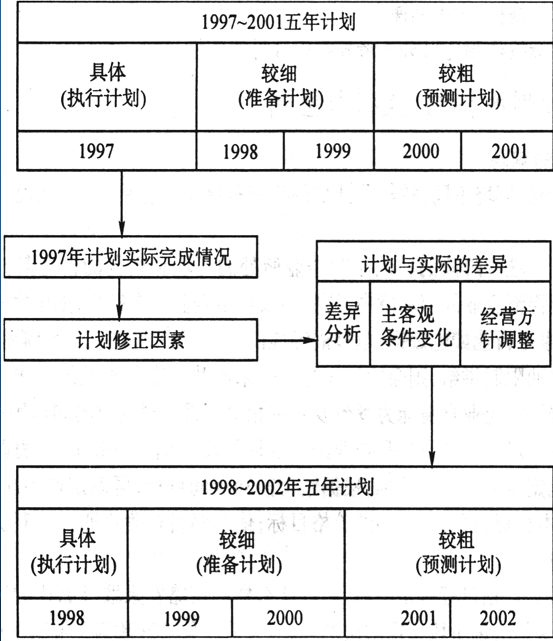 1997~2001五年计划
具体 较细 较粗
(执行计划) (准备计划) (预测计划)
1997 1998 1999 2000 2001
1997年计划实际完成情况
计划与实际的差异
计划修正因素
差异 主客观 经营方
分析 条件变化 针调整
1998~2002年五年计划
具体 较细 较粗
(执行计划) (准备计划) (预测计划)
1998 1999 2000 2001 2002